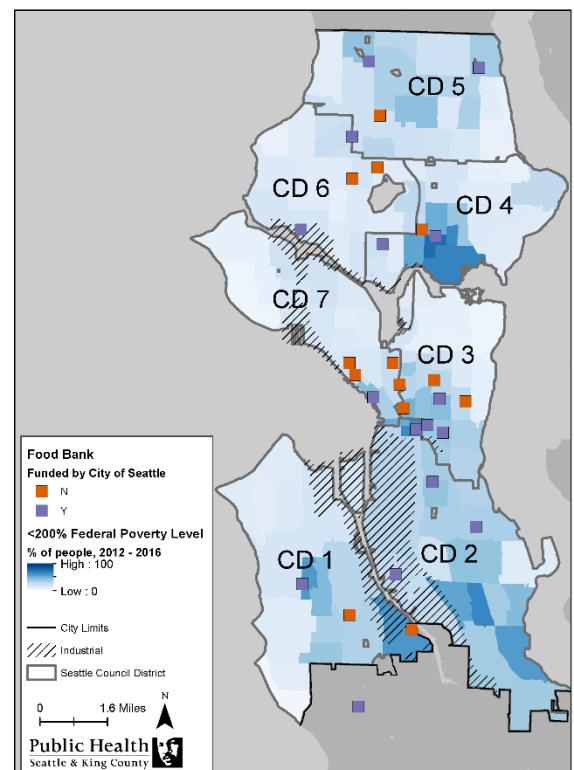 CD 5
CD 6
CD 4
CD 7
CD 3
CD 1
CD 2
Food Bank
Funded by City of Seattle
N
Y
<200% Federal Poverty Level
% of people, 2012 - 2016
High : 100
Low : 0
City Limits
Industrial
Seattle Council District
N
0 1.6 Miles
Public Health
Seattle & King County